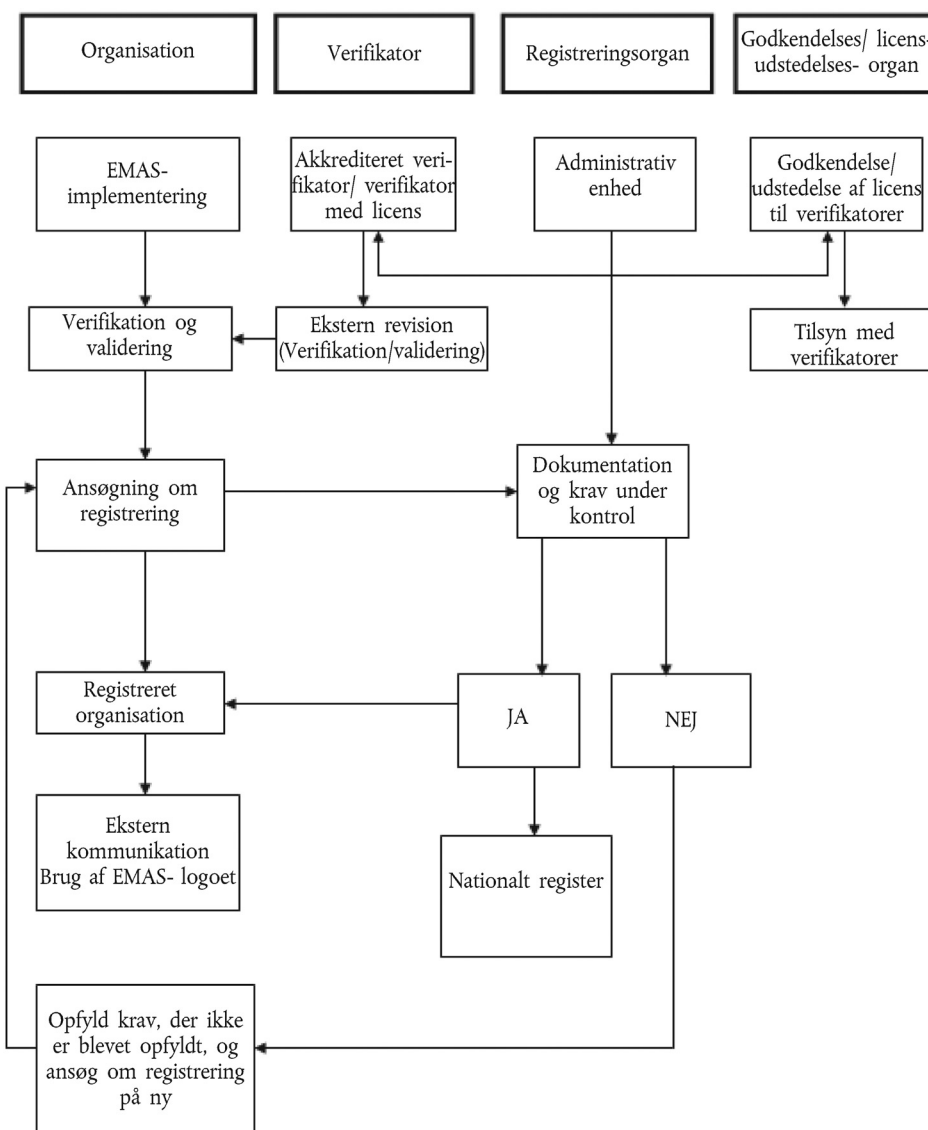 Organisation
Verifikator
Registreringsorgan
Godkendelses/ licens-
udstedelses- organ
EMAS-
implementering
Akkrediteret veri-
fikator/ verifikator
med licens
Administrativ
enhed
Godkendelse/
udstedelse af licens
til verifikatorer
Verifikation og
validering
Ekstern revision
(Verifikation/validering)
Tilsyn med
verifikatorer
Ansøgning om
registrering
Dokumentation
og krav under
kontrol
Registreret
organisation
JA
NEJ
Ekstern
kommunikation
Brug af EMAS- logoet
Nationalt register
Opfyld krav, der ikke
er blevet opfyldt, og
ansøg om registrering
på ny